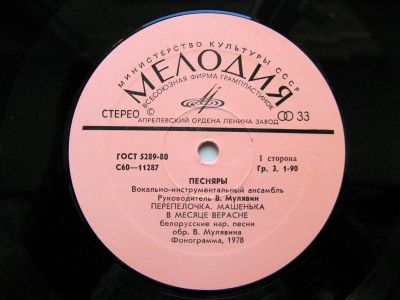 МИНИСТЕРСТВО КУЛЬТУРЫ СССР
МЕЛОДИЯ
ВСЕСОЮЗНАЯ ФИРМА ГРАМПЛАСТИНОК
СТЕРЕО
33
АПРЕЛЕВСКИЙ ОРДЕНА ЛЕНИНА ЗАВОД
ГОСТ 5289-80
С60—11287
1 сторона
Гр. 3. 1-90
ПЕСНЯРЫ
Вокально-инструментальный ансамбль
Руководитель В. Мулявин
ПЕРЕПЕЛОЧКА. МАШЕНЬКА
В МЕСЯЦЕ ВЕРАСНЕ
белорусские нар. песни
обр. В. Мулявина
Фонограмма, 1978